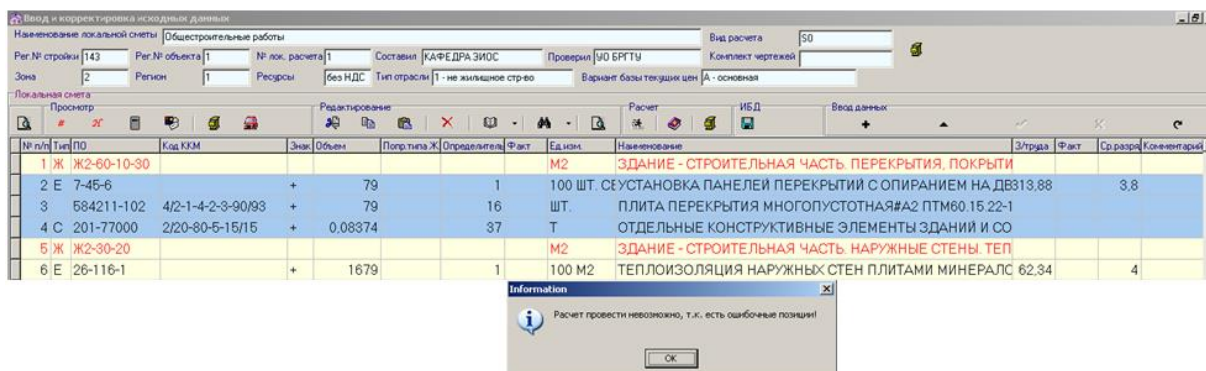 Ввод и корректировка исходных данных
Наименование локальной сметы Общестроительные работы Вид расчета S0
Рег.№ стройки 143 Рег.№ объекта 1 № лок. расчета 1 Составил КАФЕДРА ЭИОС Проверил УО БРГТУ Комплект чертежей
Зона 2 Регион 1 Ресурсы без НДС Тип отрасли 1 - не жилищное стр-во Вариант базы текущих цен А - основная
Локальная смета
Просмотр Редактирование Расчет ИБД Ввод данных
№ п/п Тип ПО Код ККМ Знак Объем Попр.типа Ж Определитель Факт Ед.изм. Наименование З/труда Факт Ср.разря Комментарий
1 Ж Ж2-60-10-30 М2 ЗДАНИЕ - СТРОИТЕЛЬНАЯ ЧАСТЬ. ПЕРЕКРЫТИЯ, ПОКРЫТИ
2 Е 7-45-6 + 79 1 100 ШТ. СБ УСТАНОВКА ПАНЕЛЕЙ ПЕРЕКРЫТИЙ С ОПИРАНИЕМ НА ДВ 313,88 3,8
3 584211-102 4/2-1-4-2-3-90/93 + 79 16 ШТ. ПЛИТА ПЕРЕКРЫТИЯ МНОГОПУСТОТНАЯ#А2 ПТМ60.15.22-1
4 С 201-77000 2/20-80-5-15/15 + 0,08374 37 Т ОТДЕЛЬНЫЕ КОНСТРУКТИВНЫЕ ЭЛЕМЕНТЫ ЗДАНИЙ И СО
5 Ж Ж2-30-20 М2 ЗДАНИЕ - СТРОИТЕЛЬНАЯ ЧАСТЬ. НАРУЖНЫЕ СТЕНЫ. ТЕП
6 Е 26-116-1 + 1679 1 100 М2 ТЕПЛОИЗОЛЯЦИЯ НАРУЖНЫХ СТЕН ПЛИТАМИ МИНЕРАЛО 62,34 4
Information
Расчет провести невозможно, т.к. есть ошибочные позиции!
OK